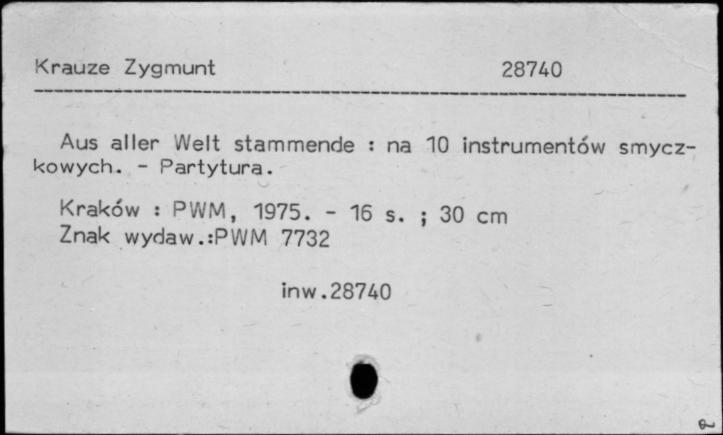 Krauze Zygmunt 28740
Aus aller Welt stammende : na 10 instrumentów smycz-
kowych. - Partytura.
Kraków : PWM, 1975. - 16 s. ; 30 cm
Znak wydaw.:PWM 7732
inw.28740